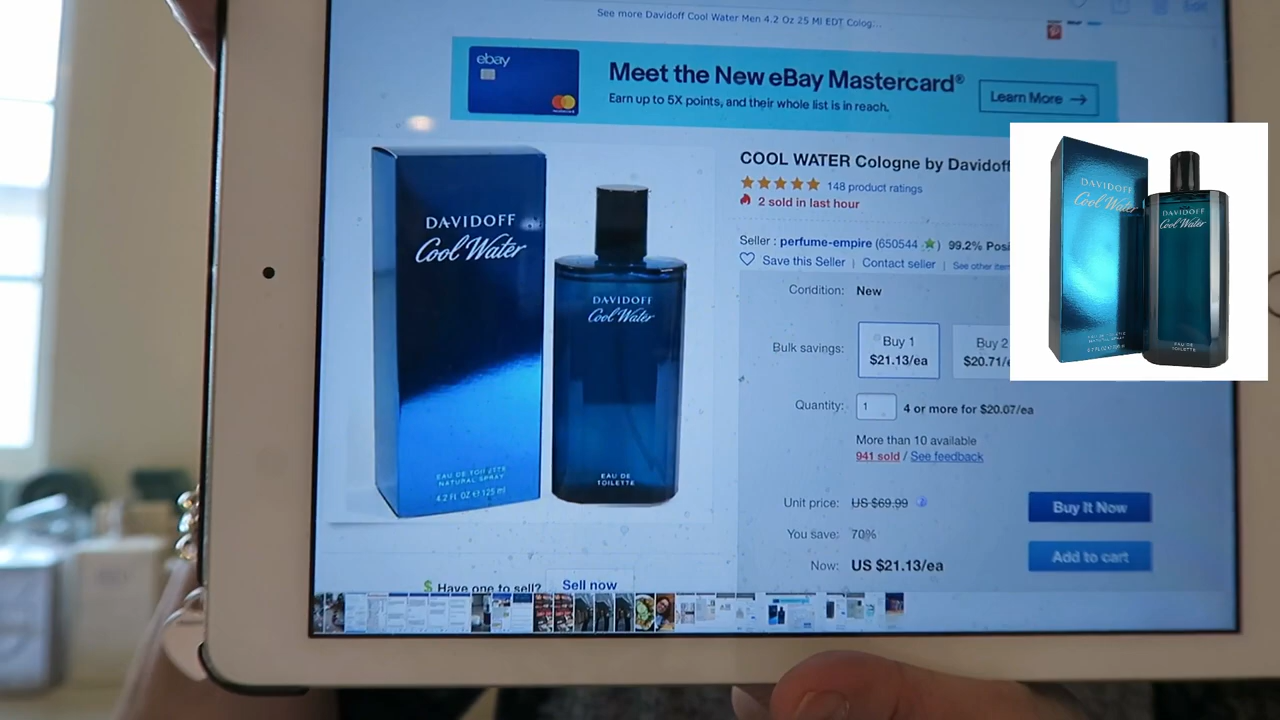 See more Davidoff Cool Water Men 4.2 Oz 25 Ml EDT Colog...
ebay
Meet the New eBay Mastercard®
Earn up to 5X points, and their whole list is in reach.
Learn More →
DAVIDOFF
Cool Water
EAU DE TOILETTE
NATURAL SPRAY
4.2 FL OZ e 125 ml
DAVIDOFF
Cool Water
EAU DE
TOILETTE
COOL WATER Cologne by Davidoff
148 product ratings
2 sold in last hour
Seller : perfume-empire (650544 ★) 99.2% Posi
Save this Seller | Contact seller | See other item
Condition: New
Bulk savings:
Buy 1
$21.13/ea
Buy 2
$20.71/e
Quantity: 1 4 or more for $20.07/ea
More than 10 available
941 sold / See feedback
Unit price: US $69.99
You save: 70%
Now: US $21.13/ea
Buy It Now
Add to cart
$ Have one to sell? Sell now
DAVIDOFF
Cool Water
DAVIDOFF
Cool Water
EAU DE
TOILETTE